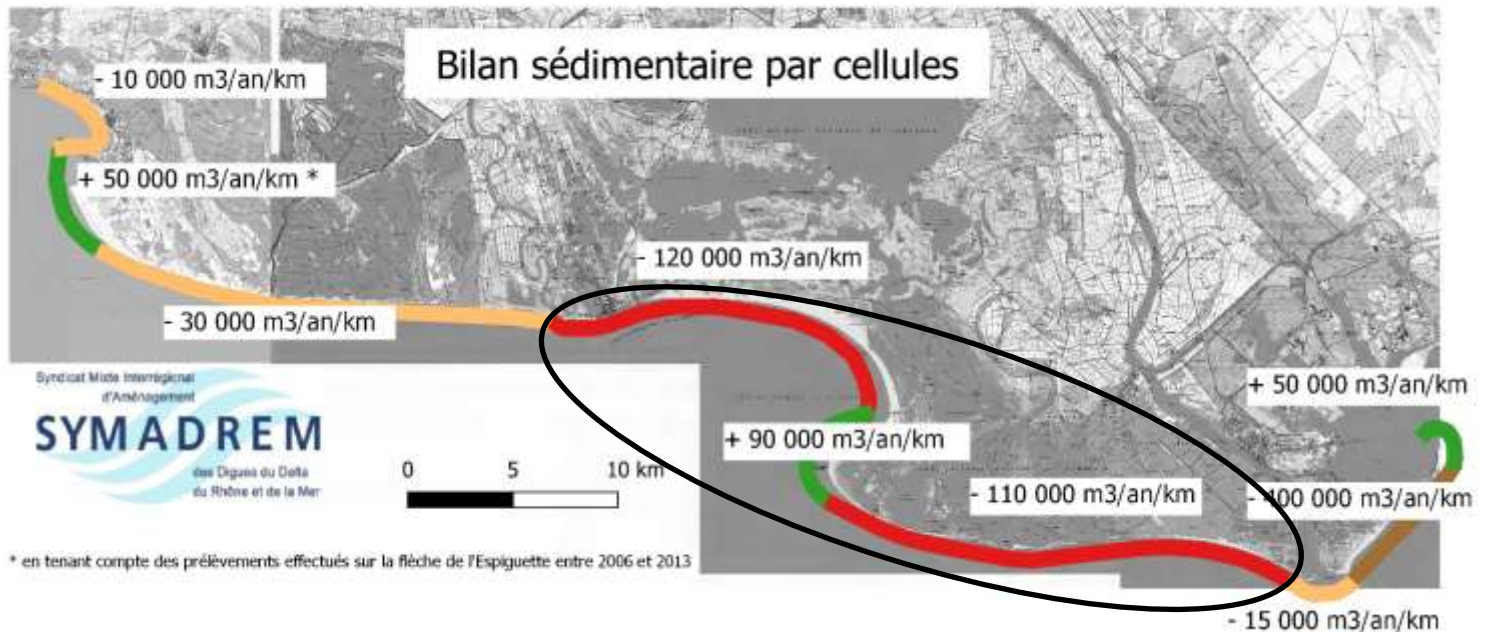 Bilan sédimentaire par cellules
- 10 000 m3/an/km
+ 50 000 m3/an/km *
- 120 000 m3/an/km
- 30 000 m3/an/km
+ 50 000 m3/an/km
+ 90 000 m3/an/km
- 110 000 m3/an/km
- 400 000 m3/an/km
- 15 000 m3/an/km
Syndicat Mixte Interrégional
d'Aménagement
SYMADREM
des Digues du Delta
du Rhône et de la Mer
0 5 10 km
* en tenant compte des prélèvements effectués sur la flèche de l'Espiguette entre 2006 et 2013